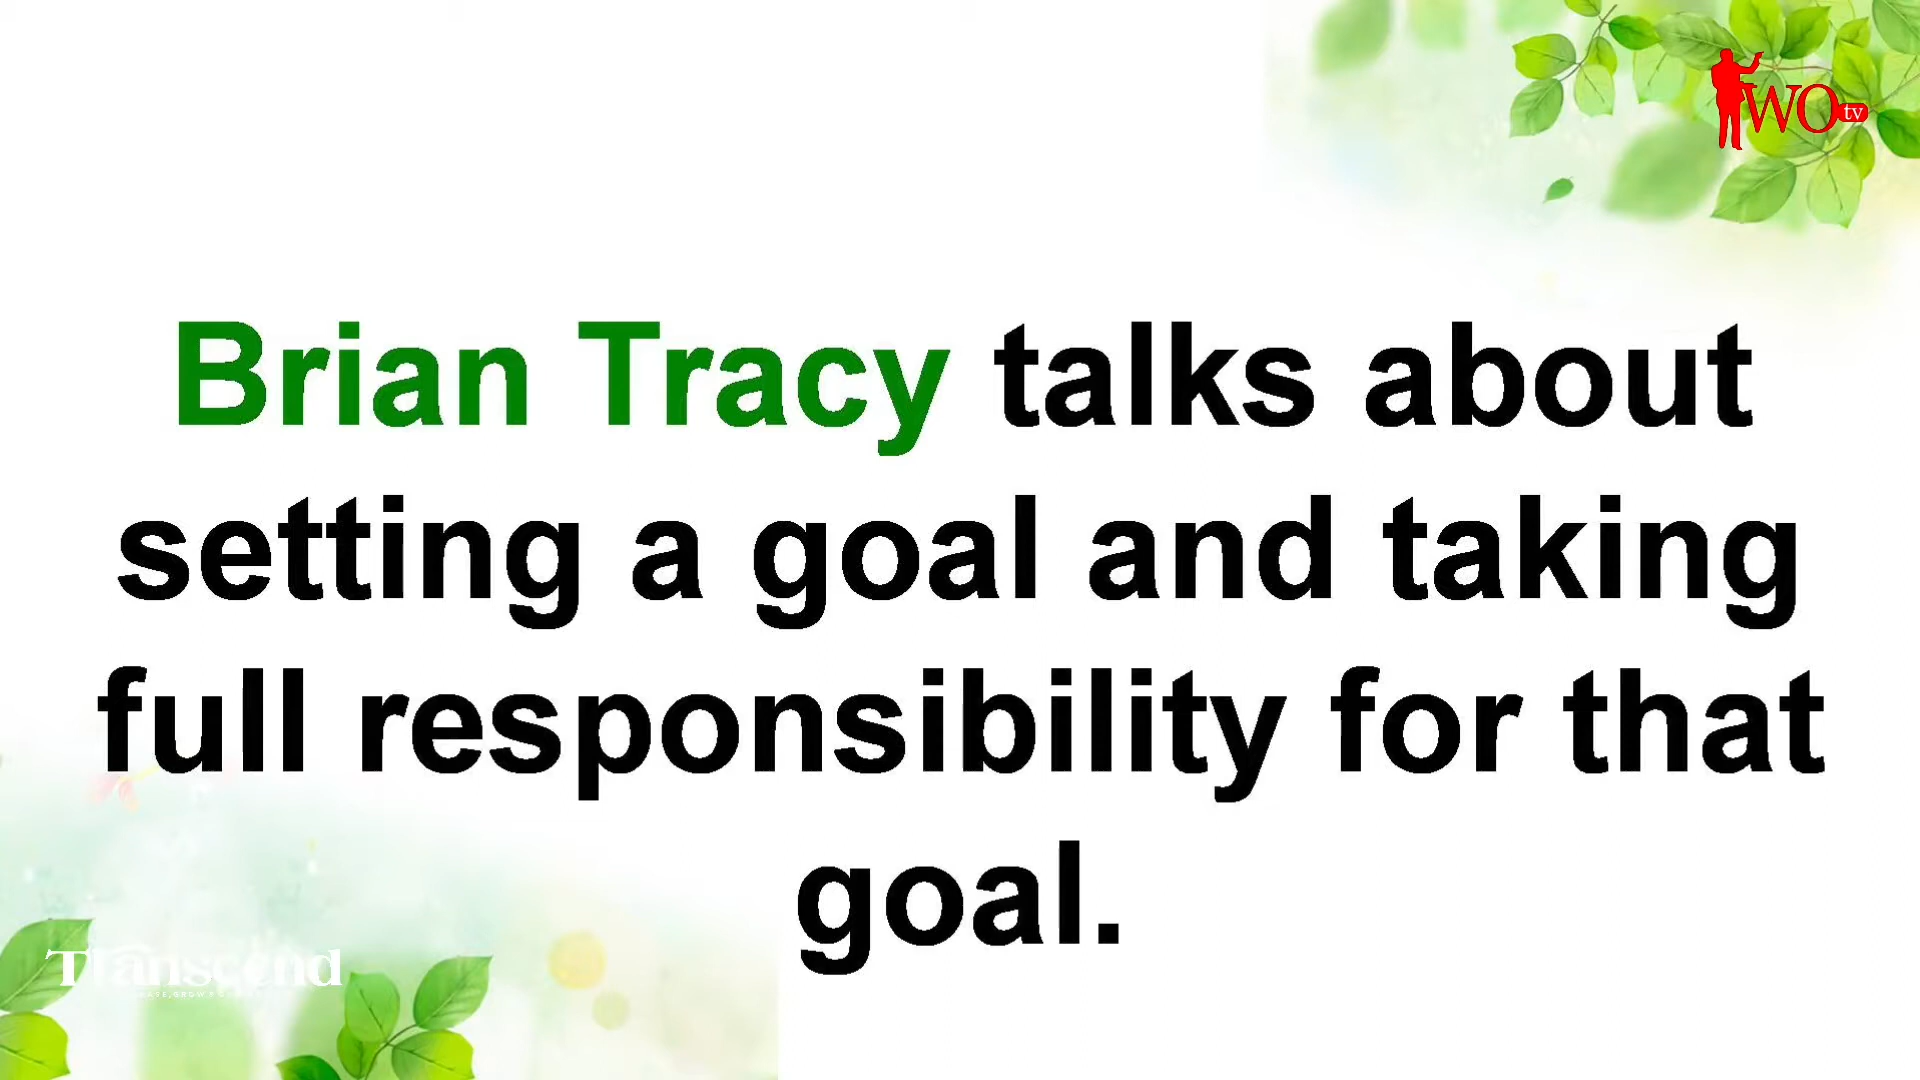 WO tv
Brian Tracy talks about
setting a goal and taking
full responsibility for that
goal.
Transcend